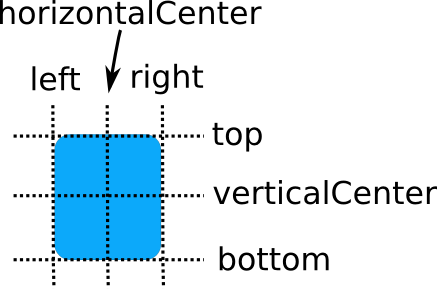 horizontalCenter
left
right
top
verticalCenter
bottom